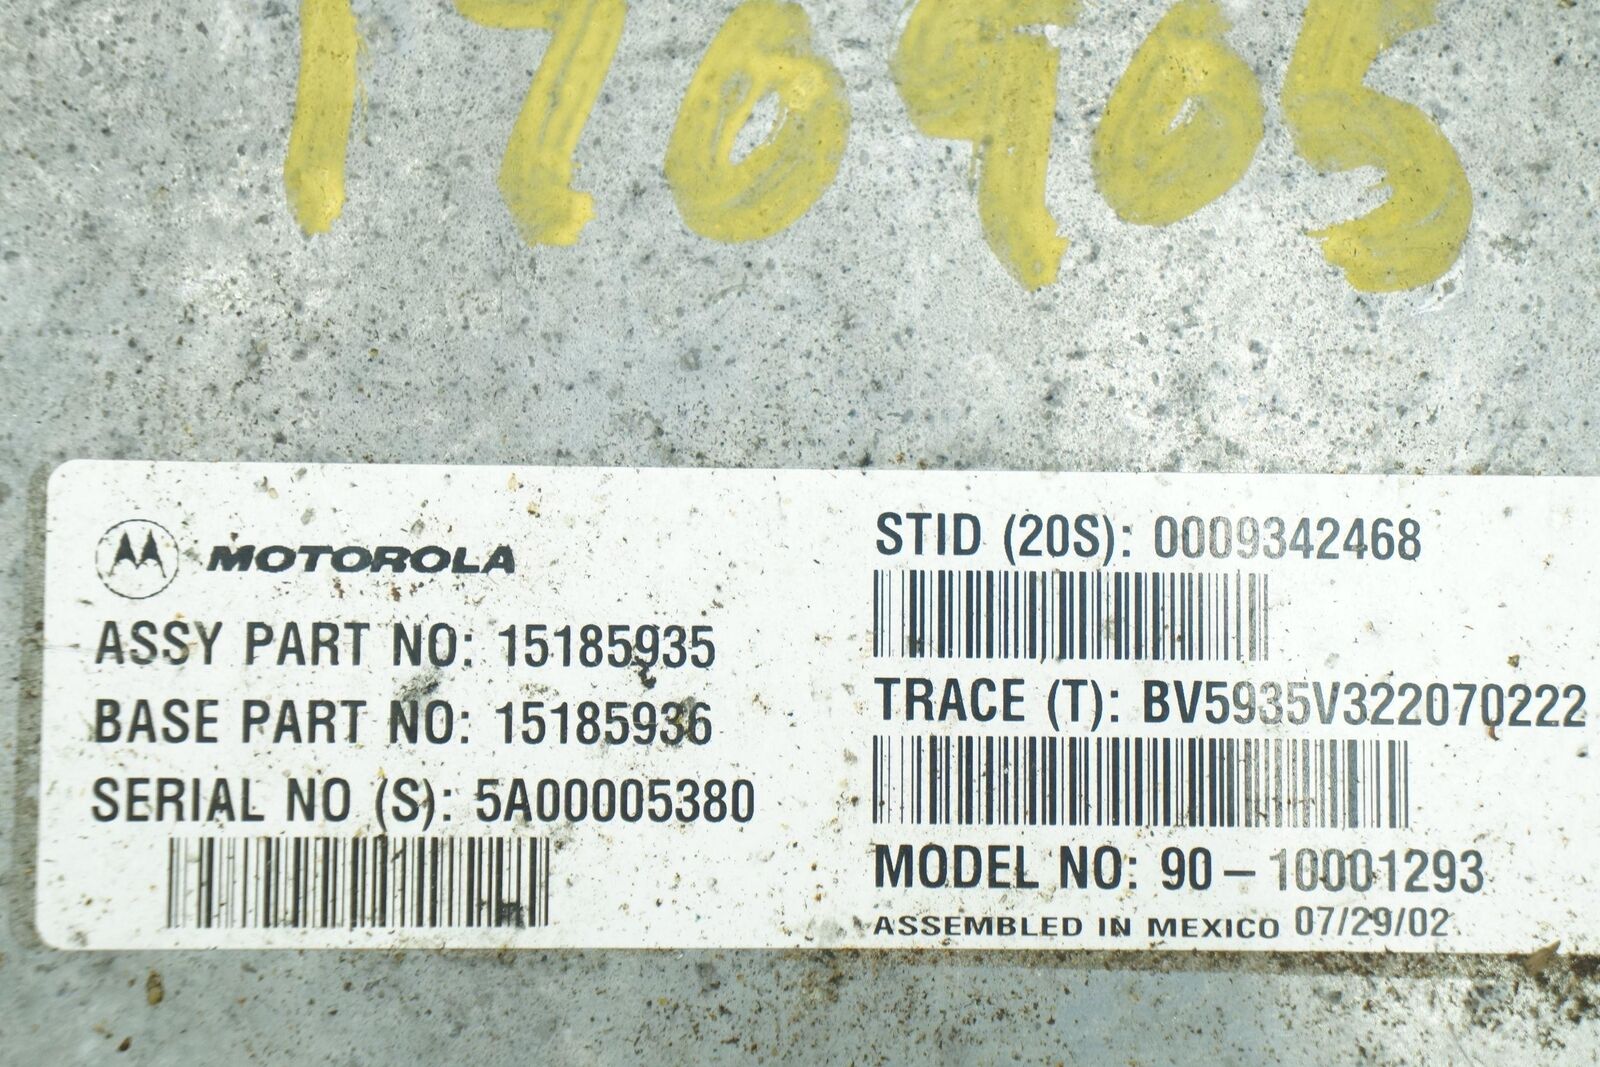 170905
MOTOROLA
ASSY PART NO: 15185935
BASE PART NO: 15185936
SERIAL NO (S): 5A00005380
STID (20S): 0009342468
TRACE (T): BV5935V322070222
MODEL NO: 90-10001293
ASSEMBLED IN MEXICO 07/29/02